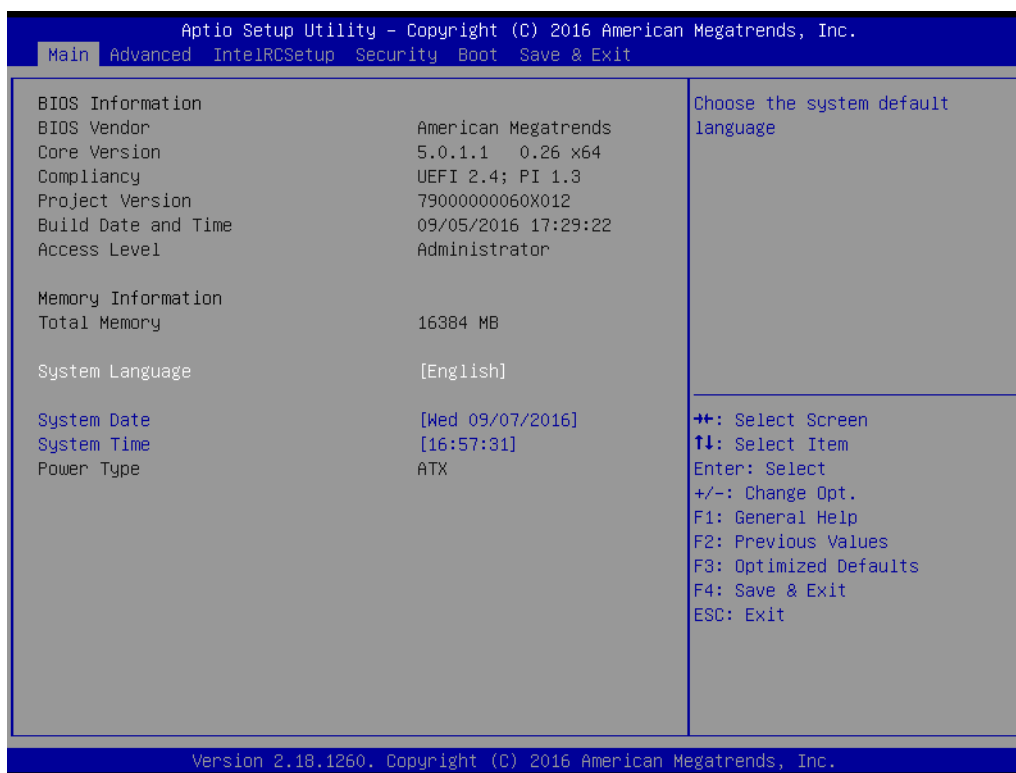 Aptio Setup Utility – Copyright (C) 2016 American Megatrends, Inc.
Main Advanced IntelRCSetup Security Boot Save & Exit
BIOS Information
BIOS Vendor American Megatrends
Core Version 5.0.1.1 0.26 x64
Compliancy UEFI 2.4; PI 1.3
Project Version 79000000060X012
Build Date and Time 09/05/2016 17:29:22
Access Level Administrator
Memory Information
Total Memory 16384 MB
System Language [English]
System Date [Wed 09/07/2016]
System Time [16:57:31]
Power Type ATX
Choose the system default
language
→←: Select Screen
↑↓: Select Item
Enter: Select
+/-: Change Opt.
F1: General Help
F2: Previous Values
F3: Optimized Defaults
F4: Save & Exit
ESC: Exit
Version 2.18.1260. Copyright (C) 2016 American Megatrends, Inc.